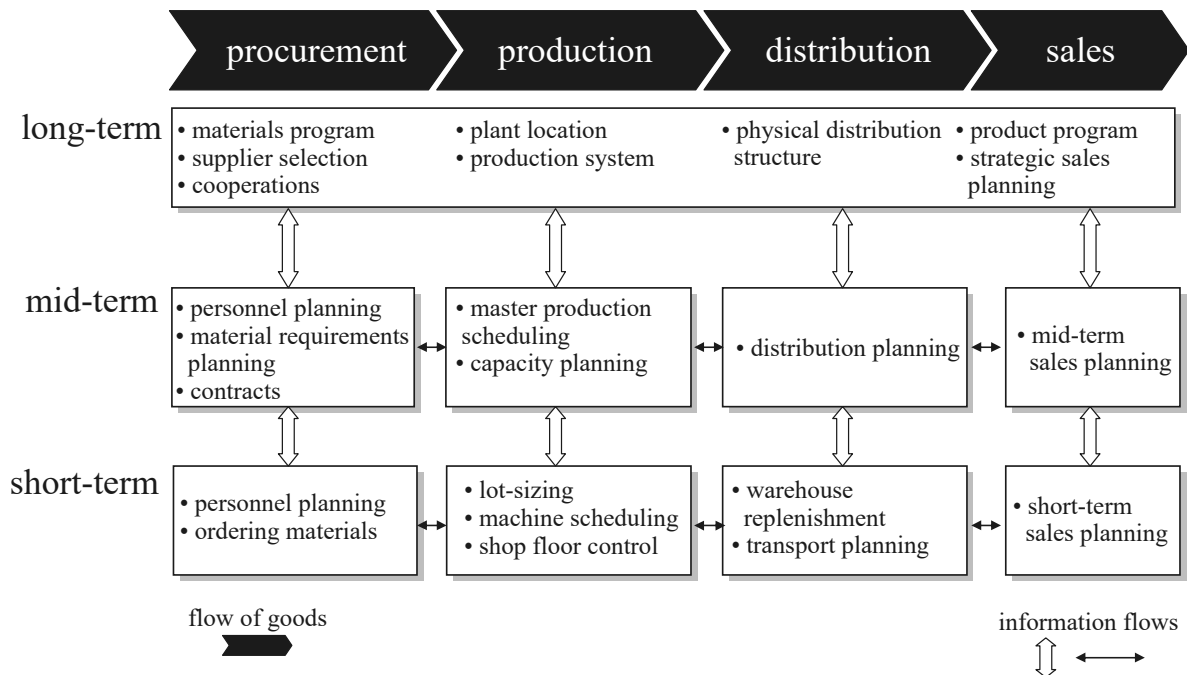 procurement
production
distribution
sales
long-term
• materials program
• supplier selection
• cooperations
• plant location
• production system
• physical distribution
structure
• product program
• strategic sales
planning
mid-term
• personnel planning
• material requirements
planning
• contracts
• master production
scheduling
• capacity planning
• distribution planning
• mid-term
sales planning
short-term
• personnel planning
• ordering materials
• lot-sizing
• machine scheduling
• shop floor control
• warehouse
replenishment
• transport planning
• short-term
sales planning
flow of goods
information flows